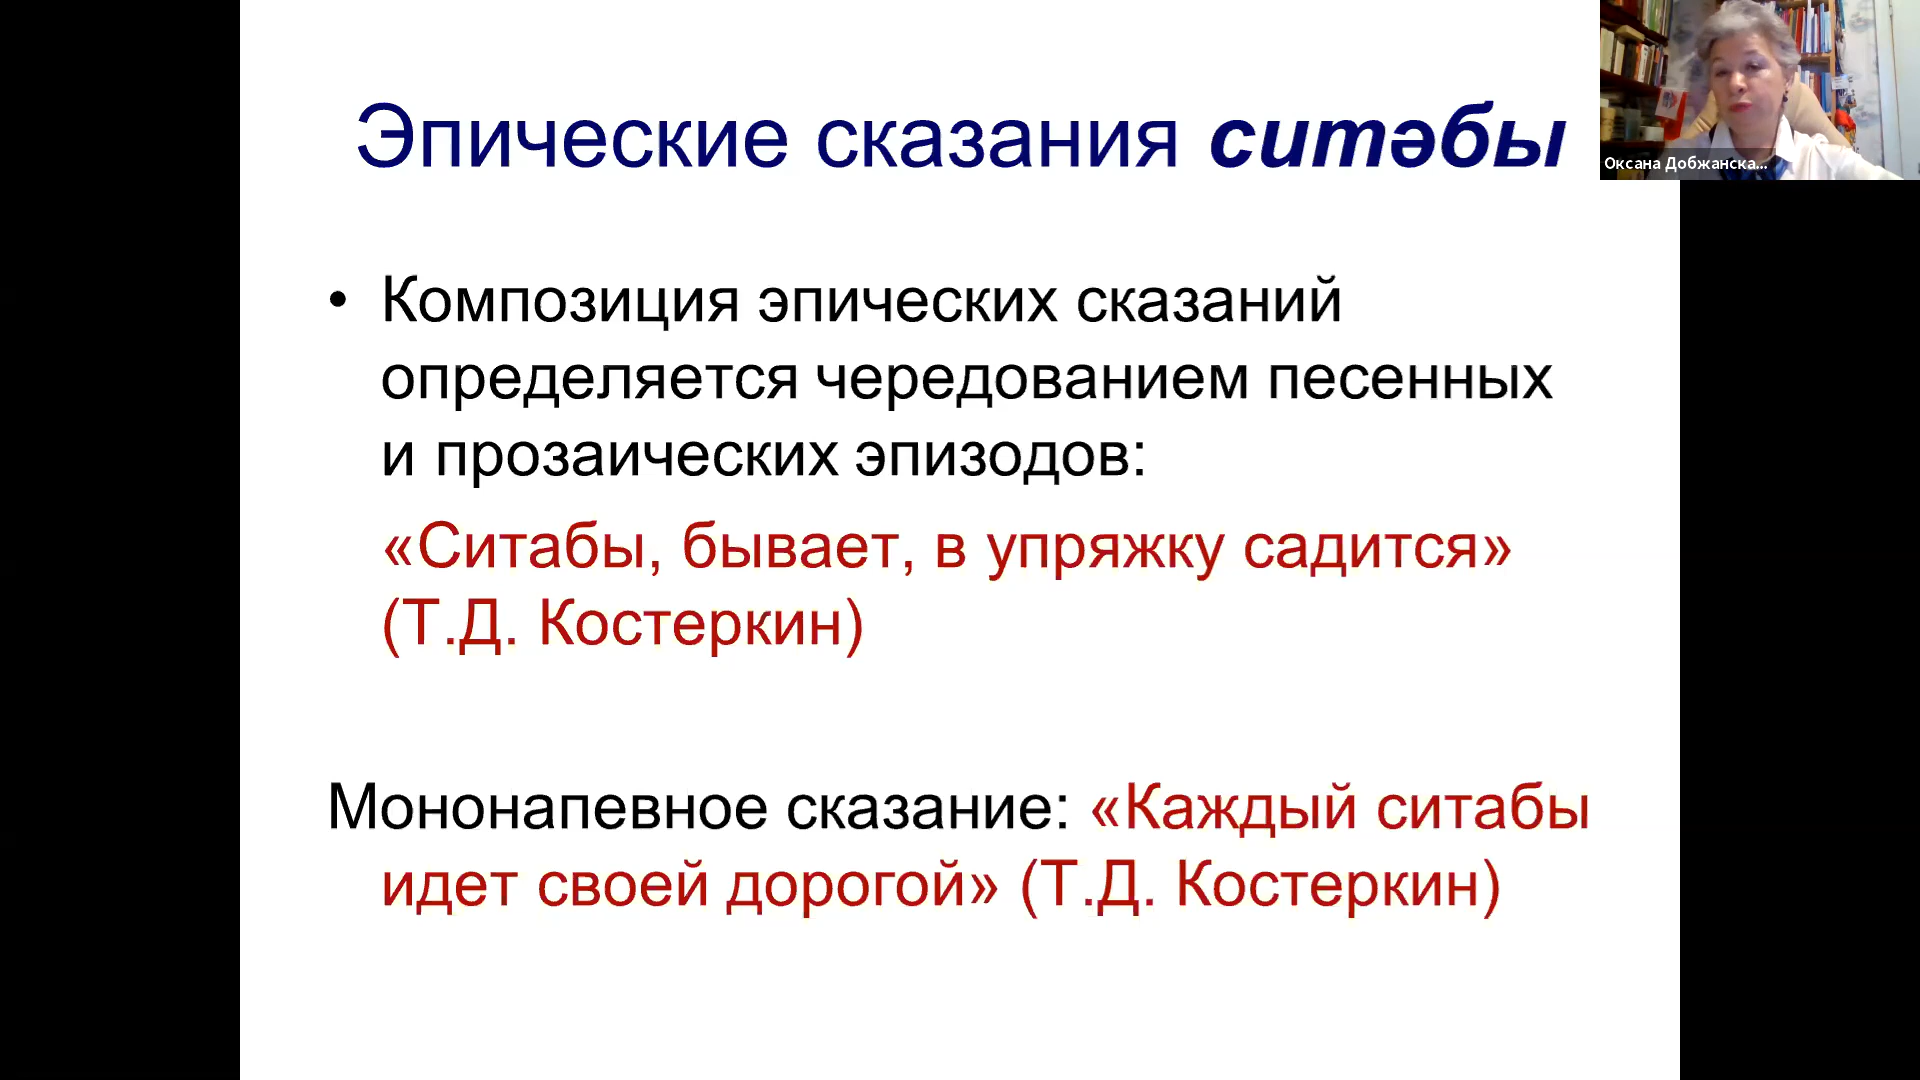 Эпические сказания ситәбы
Оксана Добжанска...
• Композиция эпических сказаний
определяется чередованием песенных
и прозаических эпизодов:
«Ситабы, бывает, в упряжку садится»
(Т.Д. Костеркин)
Мононапевное сказание: «Каждый ситабы
идет своей дорогой» (Т.Д. Костеркин)